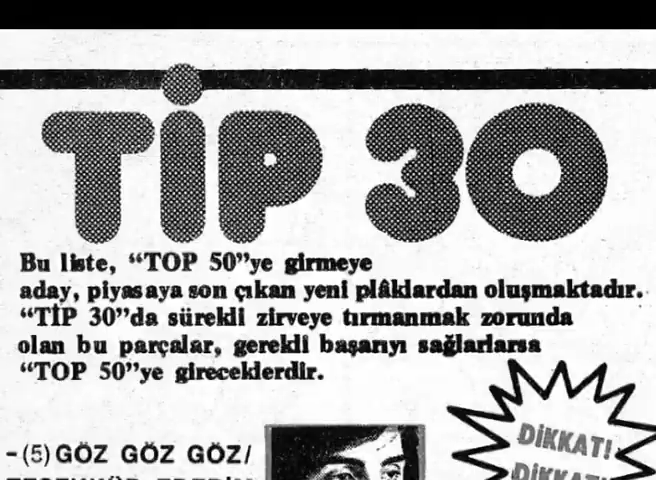 TİP 30
Bu liste, “TOP 50”ye girmeye
aday, piyasaya son çıkan yeni plâklardan oluşmaktadır.
“TİP 30”da sürekli zirveye tırmanmak zorunda
olan bu parçalar, gerekli başarıyı sağlarlarsa
“TOP 50”ye gireceklerdir.
-(5) GÖZ GÖZ GÖZ/
DİKKAT!
DİKKAT!